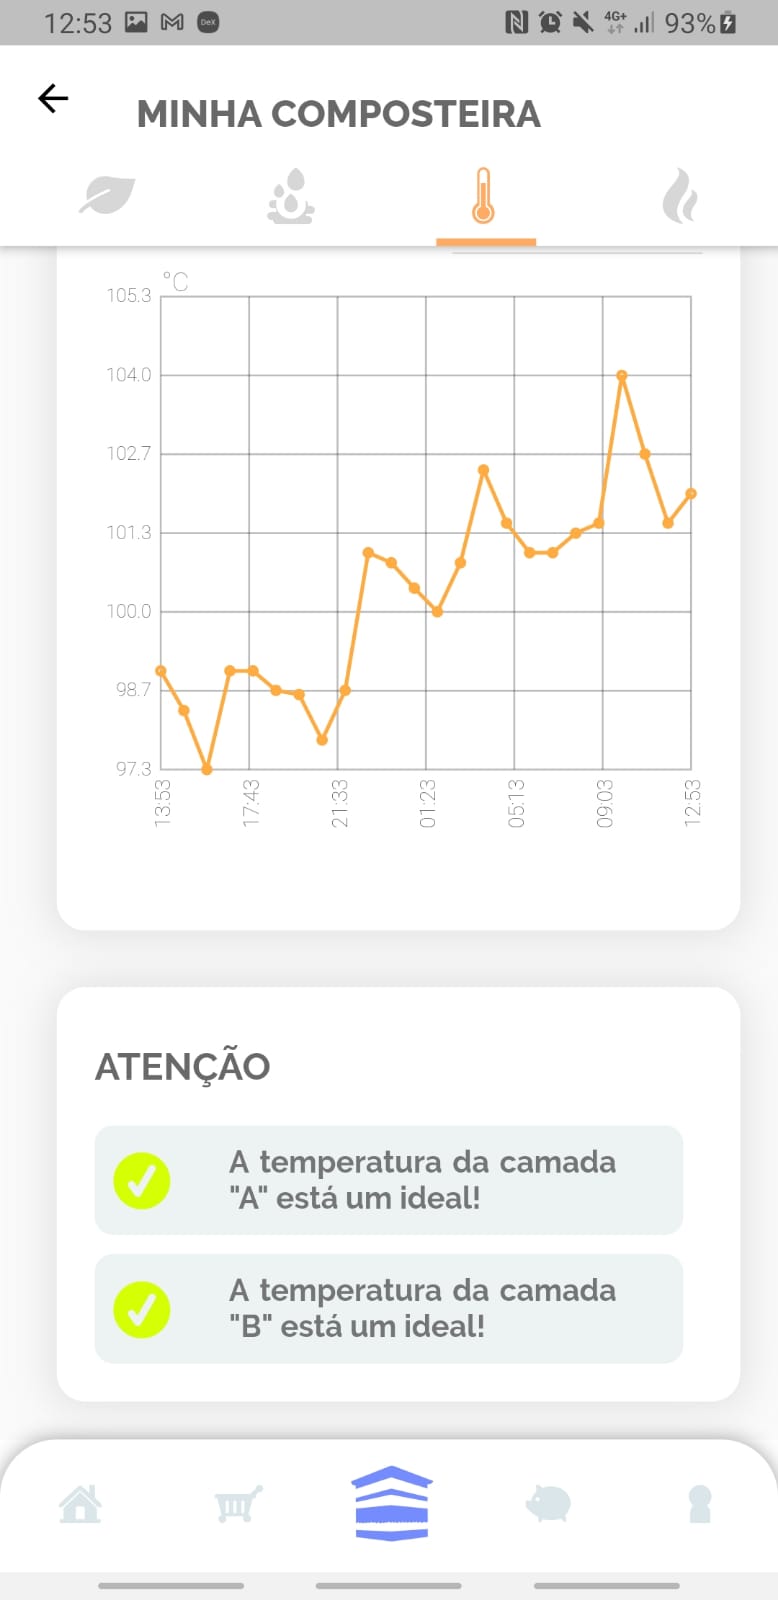 12:53
DeX
4G+
93%
MINHA COMPOSTEIRA
°C
105.3
104.0
102.7
101.3
100.0
98.7
97.3
13:53
17:43
21:33
01:23
05:13
09:03
12:53
ATENÇÃO
A temperatura da camada
"A" está um ideal!
A temperatura da camada
"B" está um ideal!